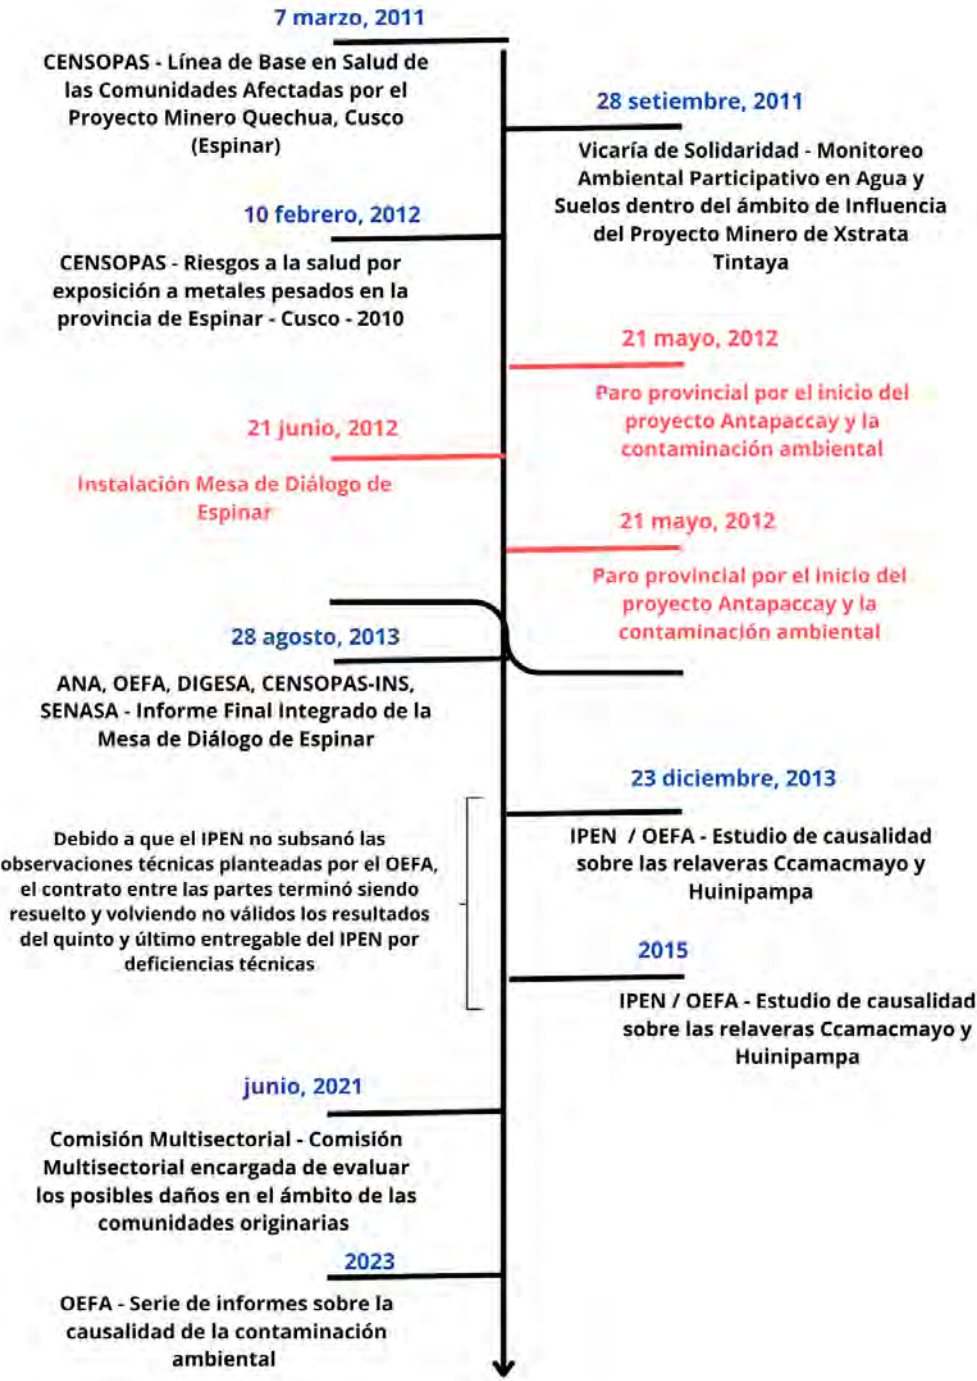 7 marzo, 2011
CENSOPAS - Línea de Base en Salud de
las Comunidades Afectadas por el
Proyecto Minero Quechua, Cusco
(Espinar)
28 setiembre, 2011
Vicaría de Solidaridad - Monitoreo
Ambiental Participativo en Agua y
Suelos dentro del ámbito de Influencia
del Proyecto Minero de Xstrata
Tintaya
10 febrero, 2012
CENSOPAS - Riesgos a la salud por
exposición a metales pesados en la
provincia de Espinar - Cusco - 2010
21 mayo, 2012
Paro provincial por el inicio del
proyecto Antapaccay y la
contaminación ambiental
21 junio, 2012
Instalación Mesa de Diálogo de
Espinar
21 mayo, 2012
Paro provincial por el inicio del
proyecto Antapaccay y la
contaminación ambiental
28 agosto, 2013
ANA, OEFA, DIGESA, CENSOPAS-INS,
SENASA - Informe Final Integrado de la
Mesa de Diálogo de Espinar
23 diciembre, 2013
IPEN / OEFA - Estudio de causalidad
sobre las relaveras Ccamacmayo y
Huinipampa
Debido a que el IPEN no subsanó las
observaciones técnicas planteadas por el OEFA,
el contrato entre las partes terminó siendo
resuelto y volviendo no válidos los resultados
del quinto y último entregable del IPEN por
deficiencias técnicas
2015
IPEN / OEFA - Estudio de causalidad
sobre las relaveras Ccamacmayo y
Huinipampa
junio, 2021
Comisión Multisectorial - Comisión
Multisectorial encargada de evaluar
los posibles daños en el ámbito de las
comunidades originarias
2023
OEFA - Serie de informes sobre la
causalidad de la contaminación
ambiental